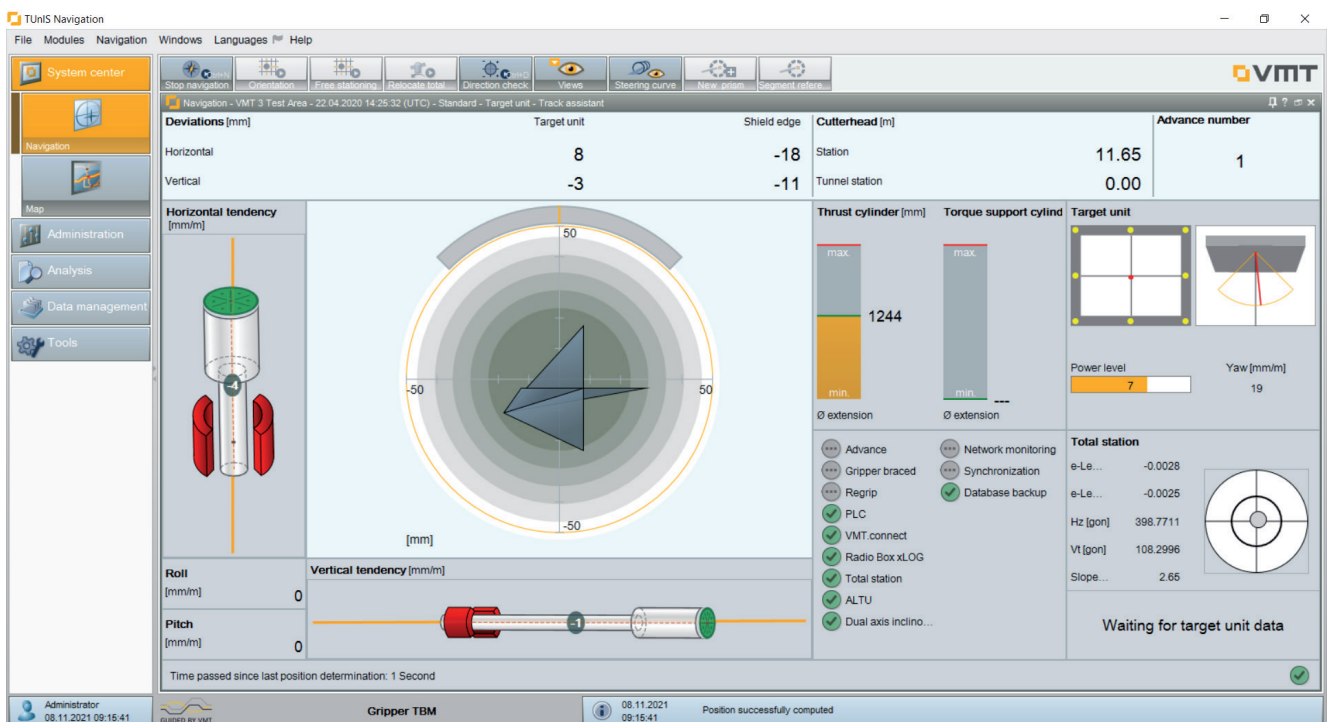 TUnIS Navigation
File Modules Navigation Windows Languages Help
System center
Navigation
Map
Administration
Analysis
Data management
Tools
Stop navigation Orientation Free stationing Relocate total... Direction check Views Steering curve New prism Segment refere...
VMT
Navigation - VMT 3 Test Area - 22.04.2020 14:25:32 (UTC) - Standard - Target unit - Track assistant
Deviations [mm] Target unit Shield edge
Horizontal 8 -18
Vertical -3 -11
Cutterhead [m]
Station 11.65
Tunnel station 0.00
Advance number
1
Horizontal tendency
[mm/m]
-4
50
-50 50
-50
[mm]
Thrust cylinder [mm]
max.
1244
min.
Ø extension
Torque support cylind
max.
min. ---
Ø extension
Target unit
Power level
7
Yaw [mm/m]
19
Advance
Gripper braced
Regrip
PLC
VMT.connect
Radio Box xLOG
Total station
ALTU
Dual axis inclino...
Network monitoring
Synchronization
Database backup
Total station
e-Le... -0.0028
e-Le... -0.0025
Hz [gon] 398.7711
Vt [gon] 108.2996
Slope... 2.65
Waiting for target unit data
Roll
[mm/m] 0
Pitch
[mm/m] 0
Vertical tendency [mm/m]
-1
Time passed since last position determination: 1 Second
Administrator
08.11.2021 09:15:41
GUIDED BY VMT
Gripper TBM
08.11.2021
09:15:41
Position successfully computed